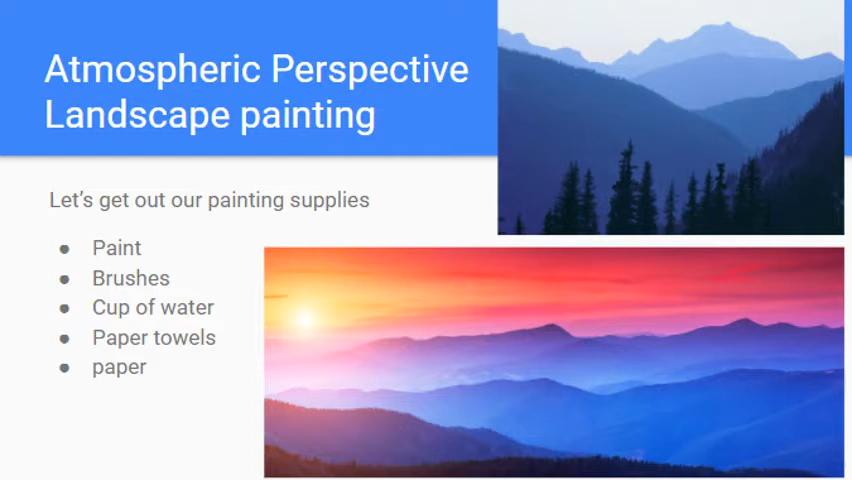 Atmospheric Perspective
Landscape painting
Let's get out our painting supplies
● Paint
● Brushes
● Cup of water
● Paper towels
● paper